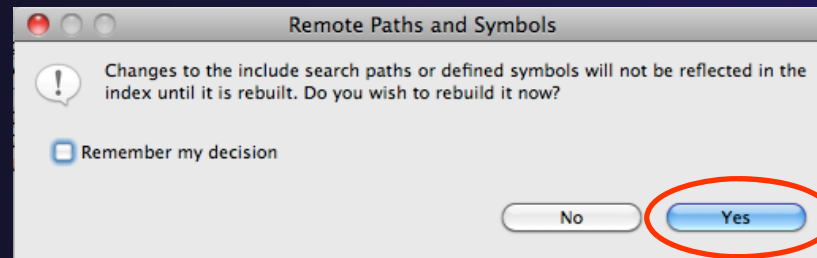 Remote Paths and Symbols
Changes to the include search paths or defined symbols will not be reflected in the
index until it is rebuilt. Do you wish to rebuild it now?
Remember my decision
No
Yes